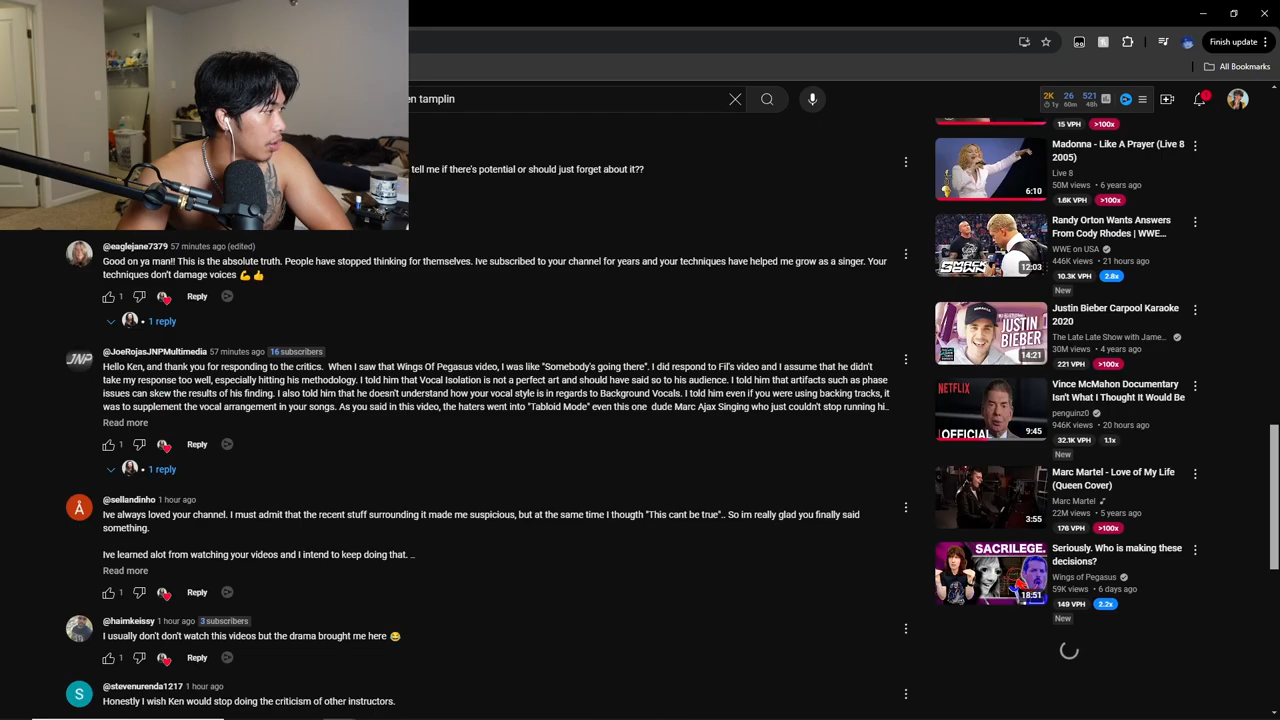 Finish update
All Bookmarks
en tamplin
2K 26 521
1y 60m 48h
tell me if there's potential or should just forget about it??
@eaglejane7379 57 minutes ago (edited)
Good on ya man!! This is the absolute truth. People have stopped thinking for themselves. Ive subscribed to your channel for years and your techniques have helped me grow as a singer. Your
techniques don't damage voices 💪👍
1 Reply
1 reply
JNP
@JoeRojasJNPMultimedia 57 minutes ago 16 subscribers
Hello Ken, and thank you for responding to the critics. When I saw that Wings Of Pegasus video, I was like "Somebody's going there". I did respond to Fil's video and I assume that he didn't
take my response too well, especially hitting his methodology. I told him that Vocal Isolation is not a perfect art and should have said so to his audience. I told him that artifacts such as phase
issues can skew the results of his finding. I also told him that he doesn't understand how your vocal style is in regards to Background Vocals. I told him even if you were using backing tracks, it
was to supplement the vocal arrangement in your songs. As you said in this video, the haters went into "Tabloid Mode" even this one dude Marc Ajax Singing who just couldn't stop running hi...
Read more
1 Reply
1 reply
Å
@sellandinho 1 hour ago
Ive always loved your channel. I must admit that the recent stuff surrounding it made me suspicious, but at the same time I though "This cant be true".. So im really glad you finally said
something.
Ive learned alot from watching your videos and I intend to keep doing that. ...
Read more
1 Reply
@haimkeissy 1 hour ago 3 subscribers
I usually don't don't watch this videos but the drama brought me here 😂
1 Reply
S
@stevenurenda1217 1 hour ago
Honestly I wish Ken would stop doing the criticism of other instructors.
15 VPH >100x
6:10
Madonna - Like A Prayer (Live 8
2005)
Live 8
50M views • 6 years ago
1.6K VPH >100x
12:03
Randy Orton Wants Answers
From Cody Rhodes | WWE...
WWE on USA
446K views • 21 hours ago
10.3K VPH 2.8x
New
JUSTIN
BIEBER
14:21
Justin Bieber Carpool Karaoke
2020
The Late Late Show with Jame...
30M views • 4 years ago
221 VPH >100x
NETFLIX
OFFICIAL
9:45
Vince McMahon Documentary
Isn't What I Thought It Would Be
penguinz0
946K views • 20 hours ago
32.1K VPH 1.1x
New
3:55
Marc Martel - Love of My Life
(Queen Cover)
Marc Martel
22M views • 5 years ago
176 VPH >100x
SACRILEGE.
18:51
Seriously. Who is making these
decisions?
Wings of Pegasus
59K views • 6 days ago
149 VPH 2.2x
New